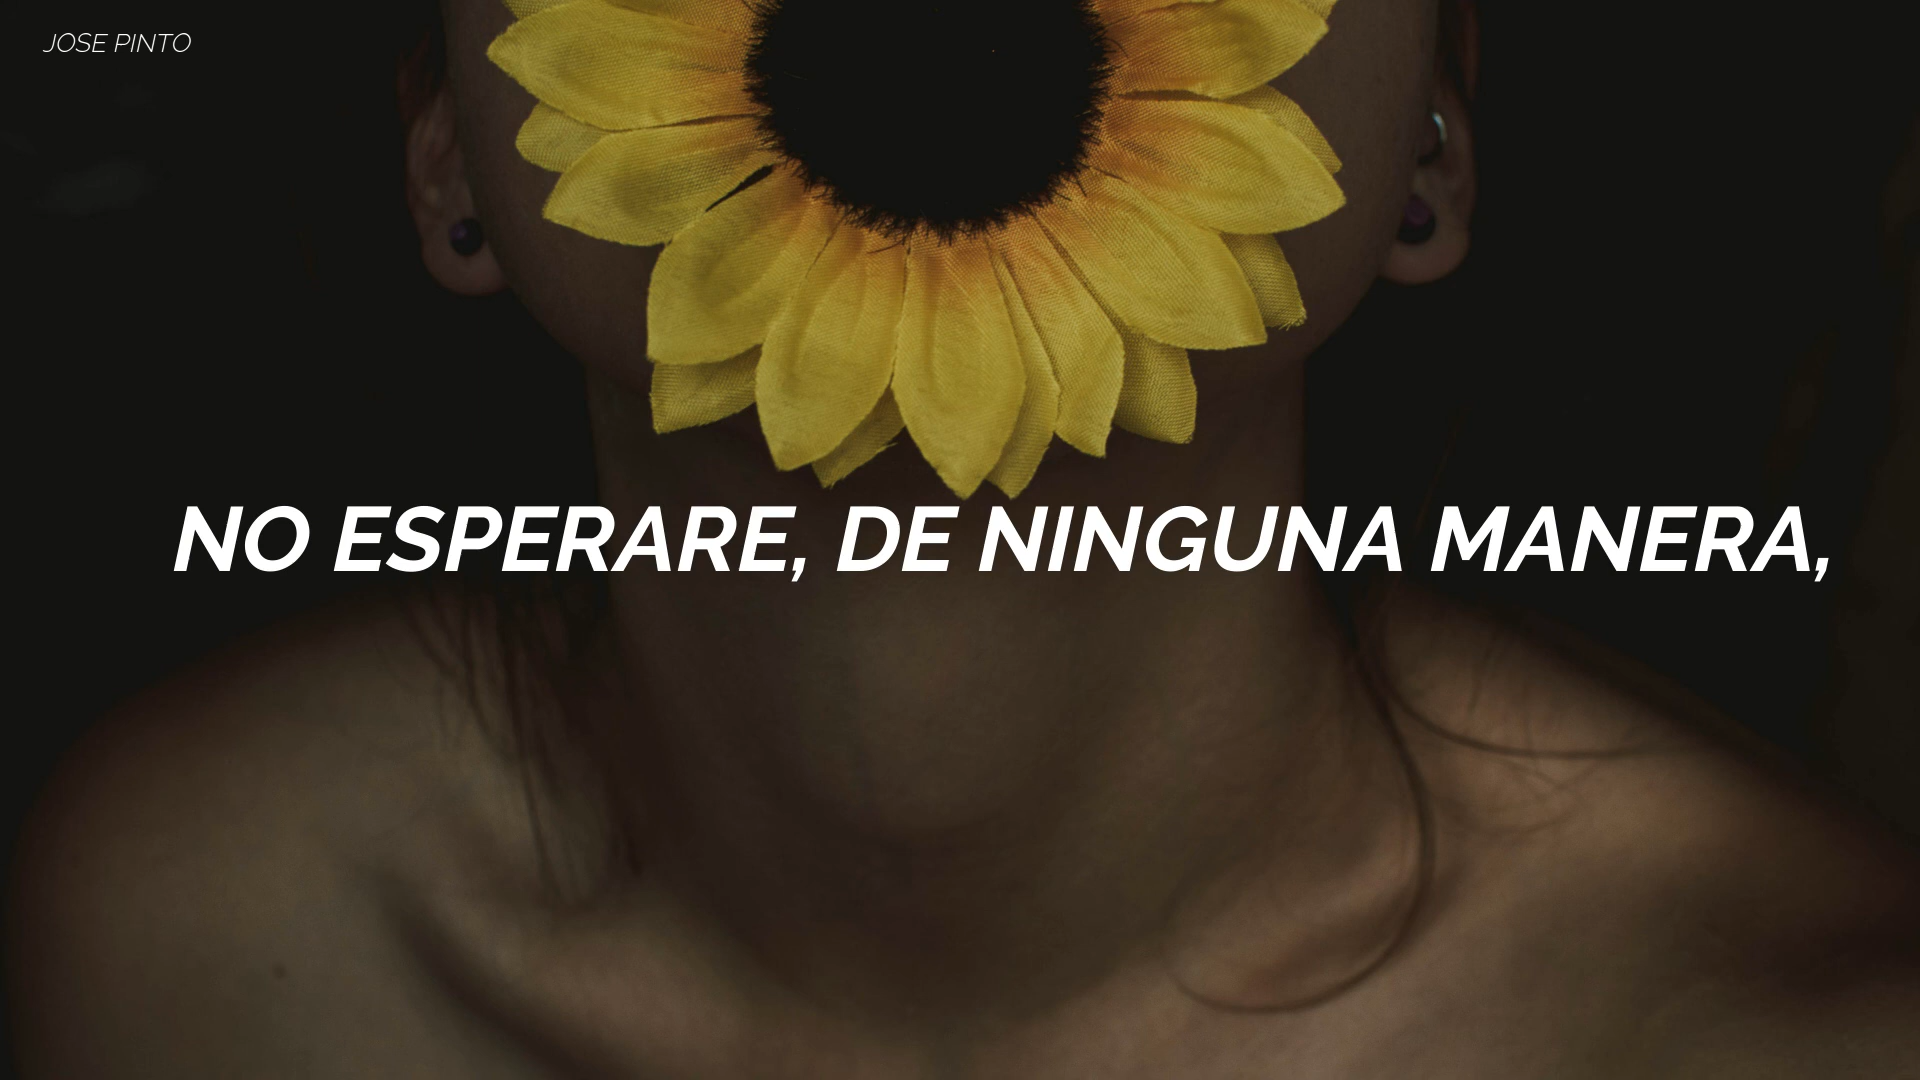 JOSE PINTO
NO ESPERARE, DE NINGUNA MANERA,